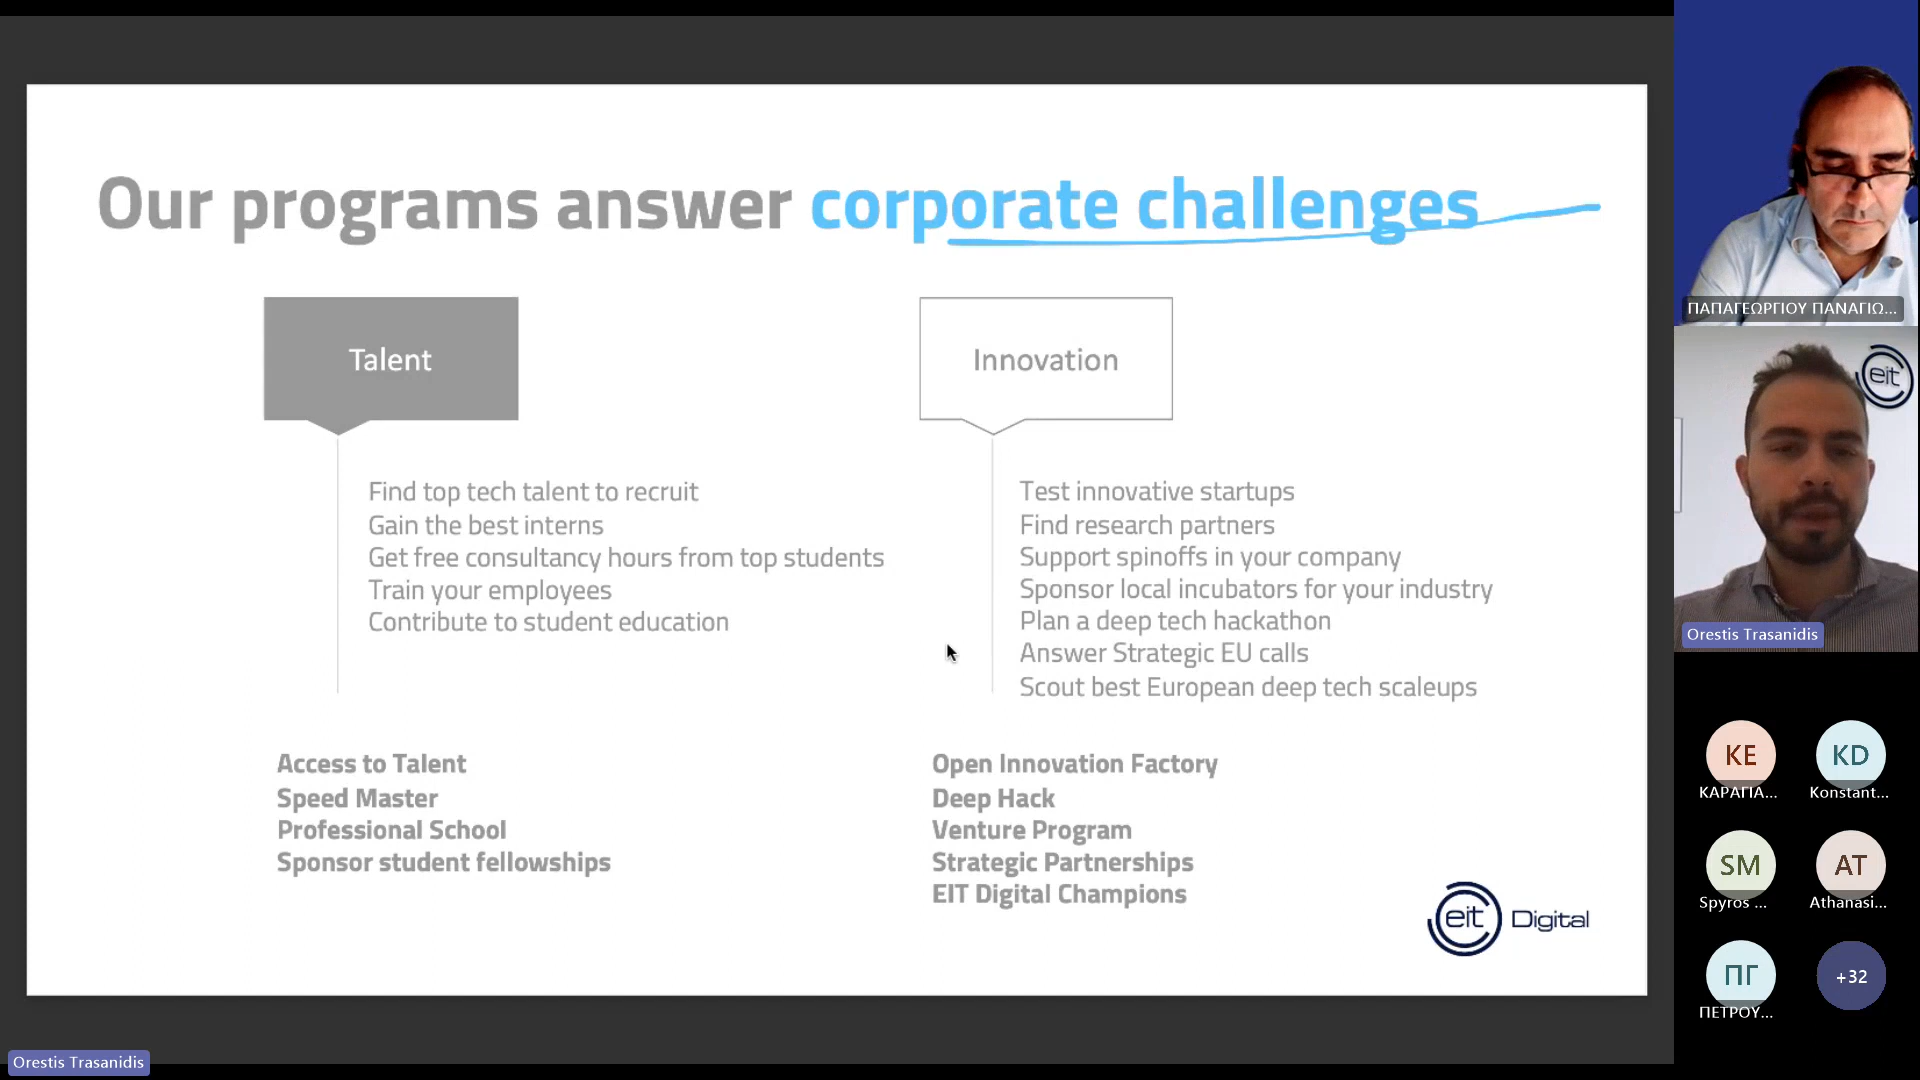 Our programs answer corporate challenges
Talent
Find top tech talent to recruit
Gain the best interns
Get free consultancy hours from top students
Train your employees
Contribute to student education
Access to Talent
Speed Master
Professional School
Sponsor student fellowships
Innovation
Test innovative startups
Find research partners
Support spinoffs in your company
Sponsor local incubators for your industry
Plan a deep tech hackathon
Answer Strategic EU calls
Scout best European deep tech scaleups
Open Innovation Factory
Deep Hack
Venture Program
Strategic Partnerships
EIT Digital Champions
eit Digital
Orestis Trasanidis
ΠΑΠΑΓΕΩΡΓΙΟΥ ΠΑΝΑΓΙΩ...
eit
Orestis Trasanidis
KE
ΚΑΡΑΓΙΑ...
KD
Konstant...
SM
Spyros ...
AT
Athanasi...
ΠΓ
ΠΕΤΡΟΥ...
+32